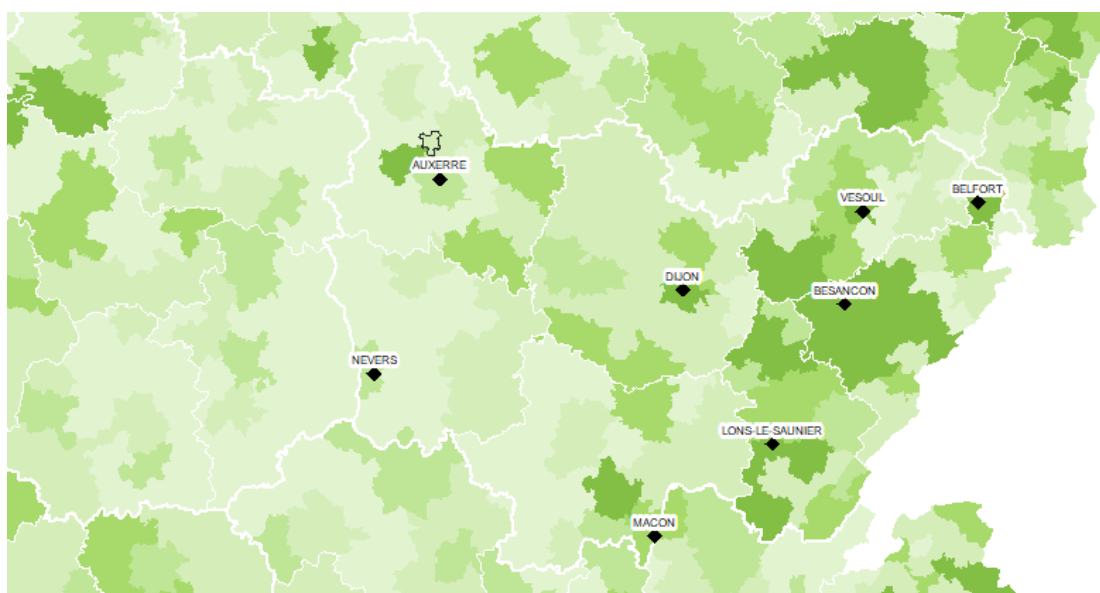 AUXERRE
BELFORT
VESOUL
DIJON
BESANCON
NEVERS
LONS-LE-SAUNIER
MACON